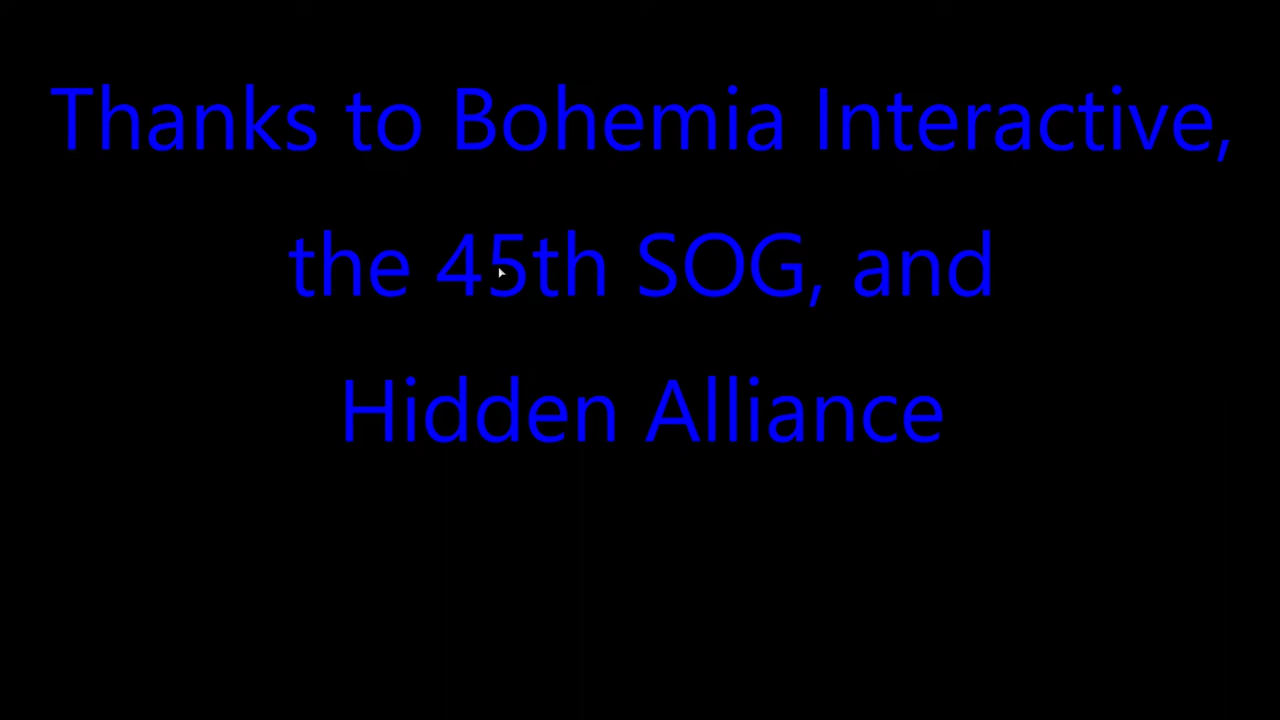 Thanks to Bohemia Interactive,
the 45th SOG, and
Hidden Alliance